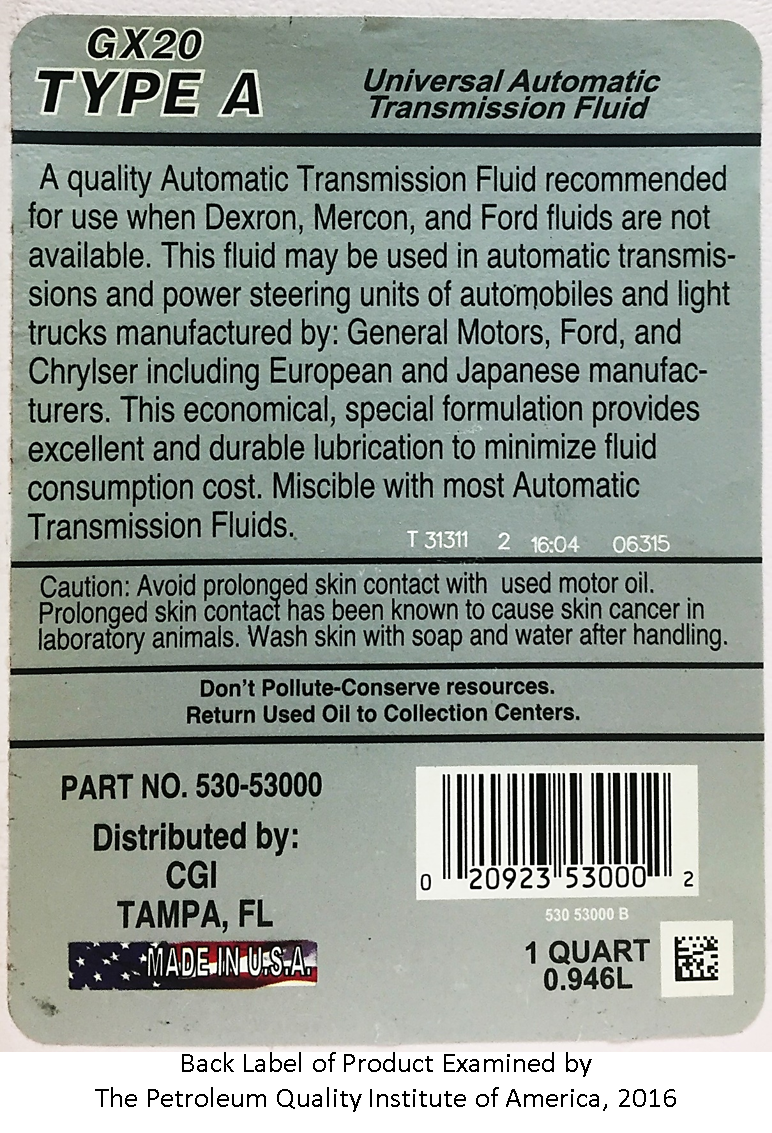 GX20
TYPE A
Universal Automatic
Transmission Fluid
A quality Automatic Transmission Fluid recommended
for use when Dexron, Mercon, and Ford fluids are not
available. This fluid may be used in automatic transmis-
sions and power steering units of automobiles and light
trucks manufactured by: General Motors, Ford, and
Chrylser including European and Japanese manufac-
turers. This economical, special formulation provides
excellent and durable lubrication to minimize fluid
consumption cost. Miscible with most Automatic
Transmission Fluids.
T 31311 2 16:04 06315
Caution: Avoid prolonged skin contact with used motor oil.
Prolonged skin contact has been known to cause skin cancer in
laboratory animals. Wash skin with soap and water after handling.
Don't Pollute-Conserve resources.
Return Used Oil to Collection Centers.
PART NO. 530-53000
Distributed by:
CGI
TAMPA, FL
MADE IN U.S.A.
0 20923 53000 2
530 53000 B
1 QUART
0.946L
Back Label of Product Examined by
The Petroleum Quality Institute of America, 2016